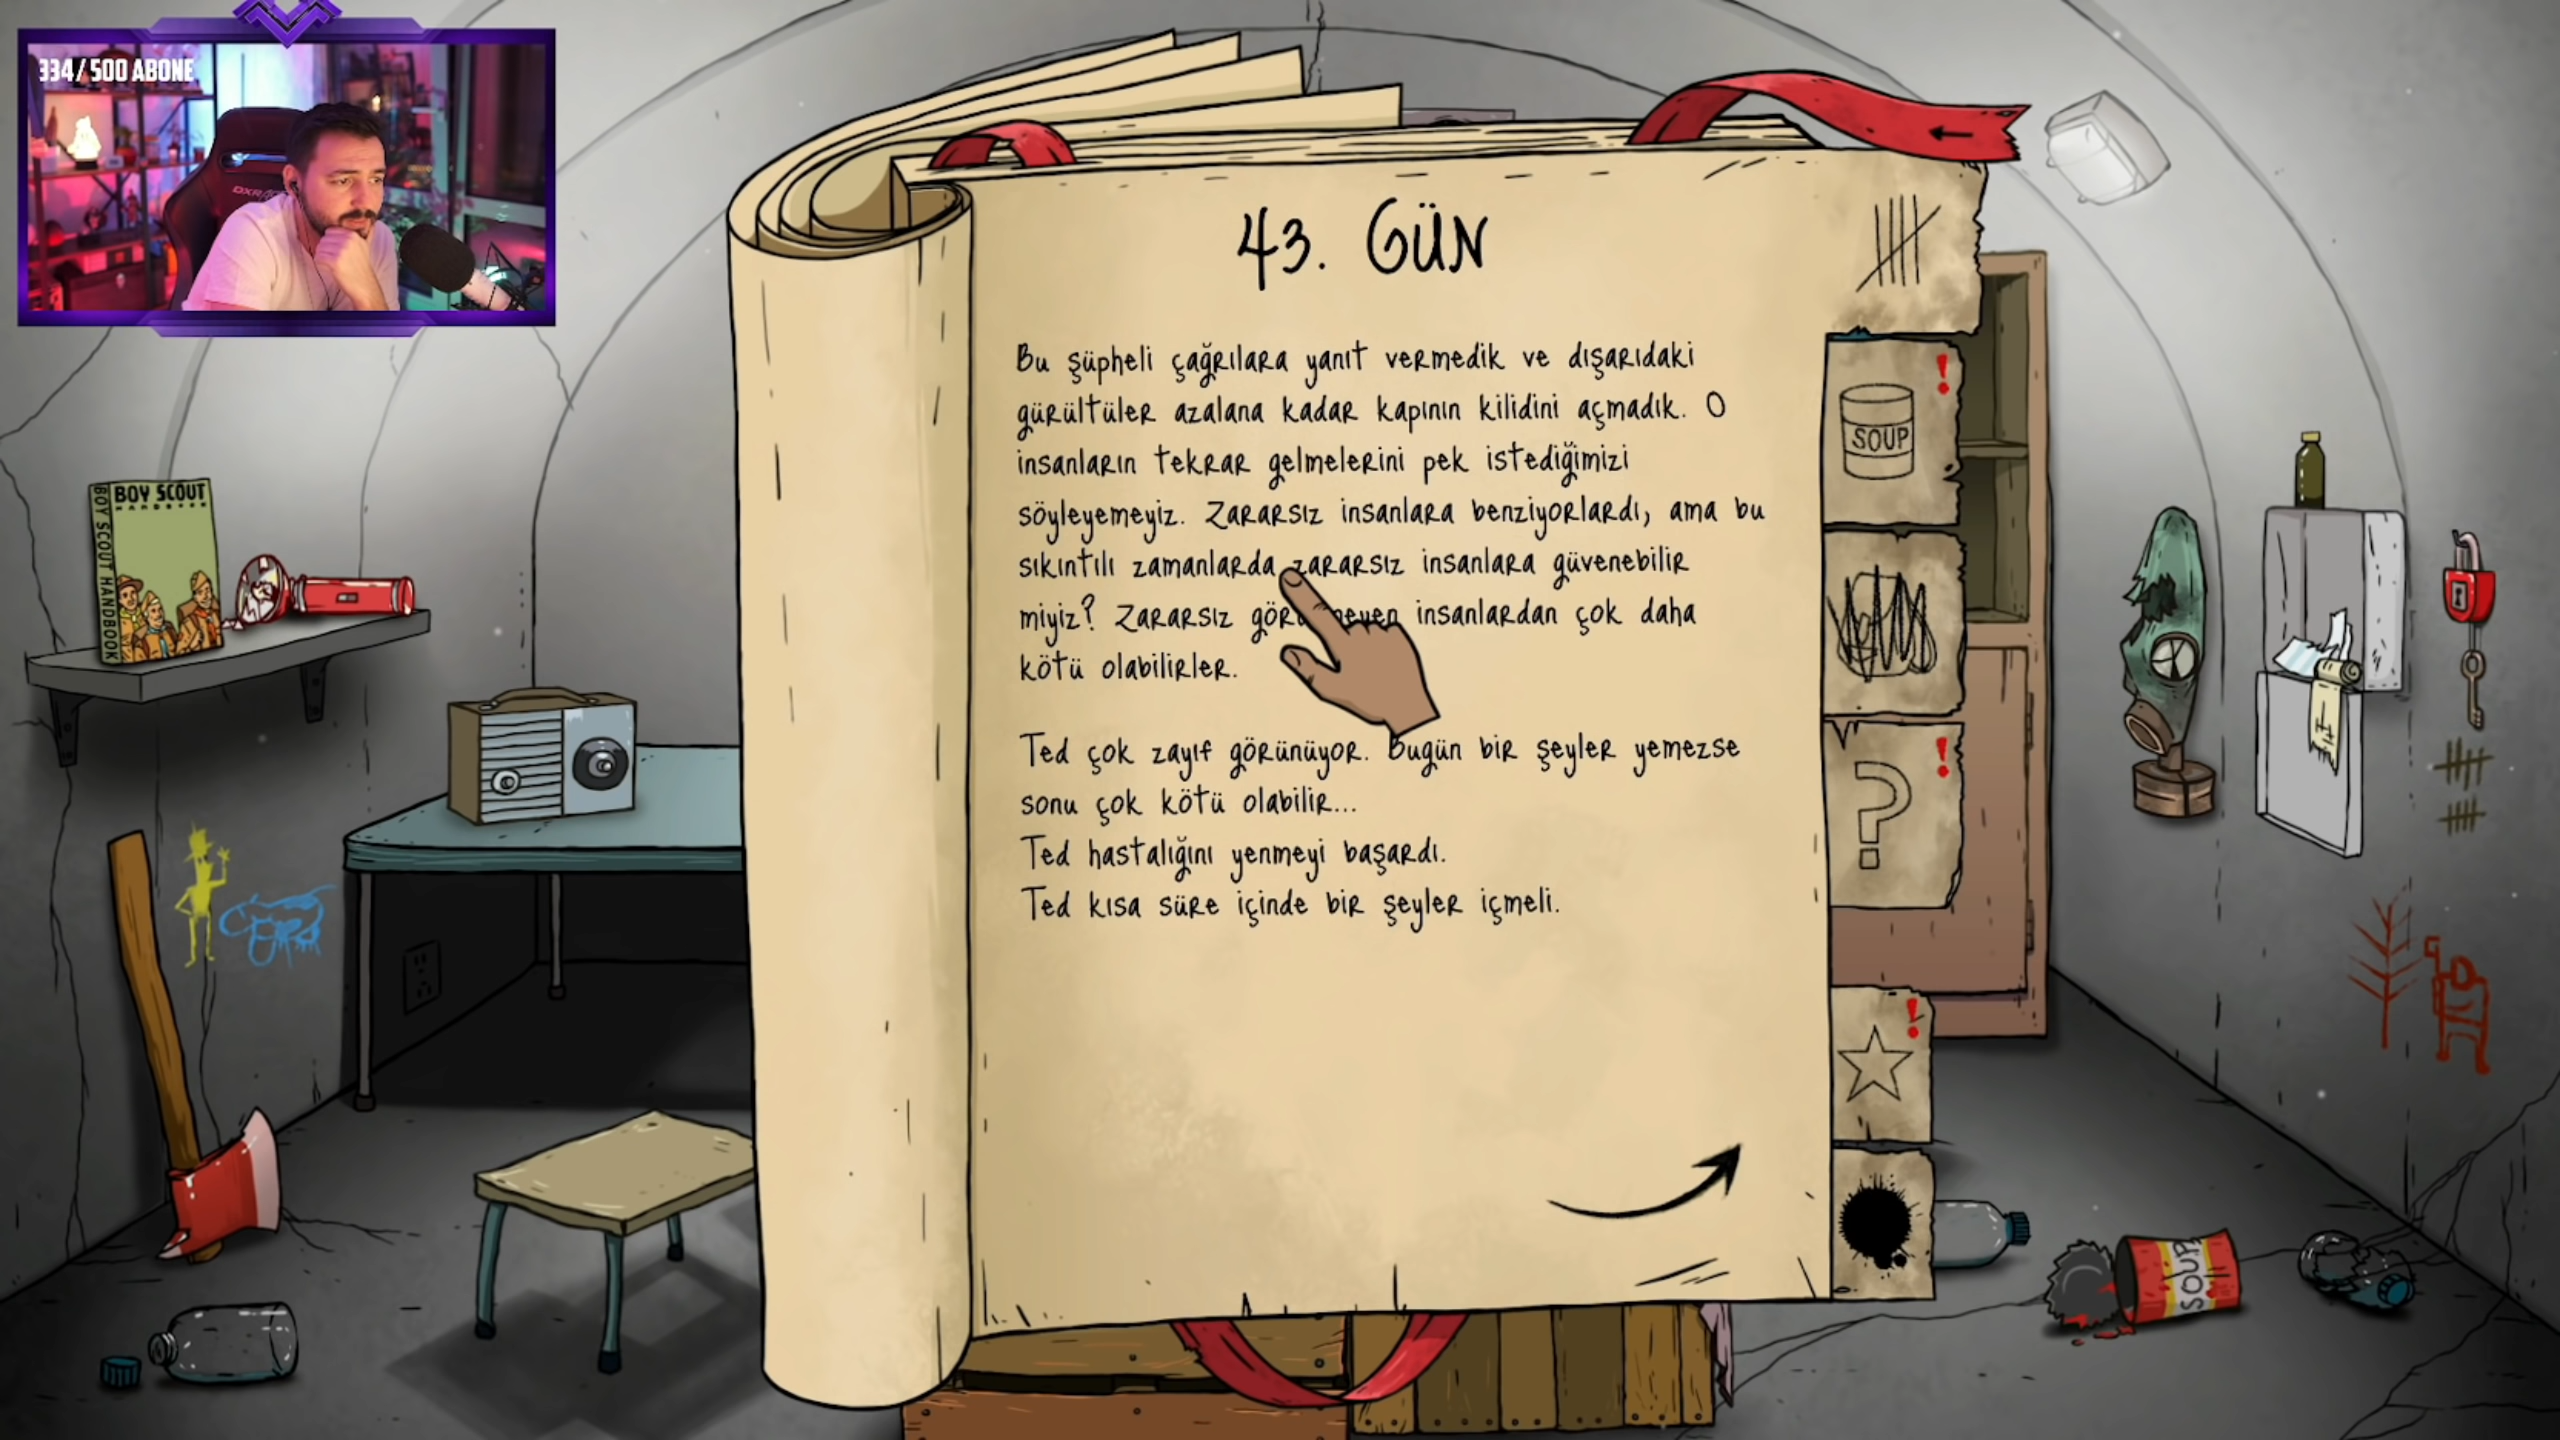 334/ 500 ABONE
DXR
43. GÜN
Bu şüpheli çağrılara yanıt vermedik ve dışarıdaki
gürültüler azalana kadar kapının kilidini açmadık. O
insanların tekrar gelmelerini pek istediğimizi
söyleyemeyiz. Zararsız insanlara benziyorlardı, ama bu
sıkıntılı zamanlarda zararsız insanlara güvenebilir
miyiz? Zararsız insanlardan çok daha
kötü olabilirler.
Ted çok zayıf görünüyor. Bugün bir şeyler yemezse
sonu çok kötü olabilir...
Ted hastalığını yenmeyi başardı.
Ted kısa süre içinde bir şeyler içmeli.
!
SOUP
!
?
!
BOY SCOUT
HANDBOOK
BOY SCOUT HANDBOOK
SOUP